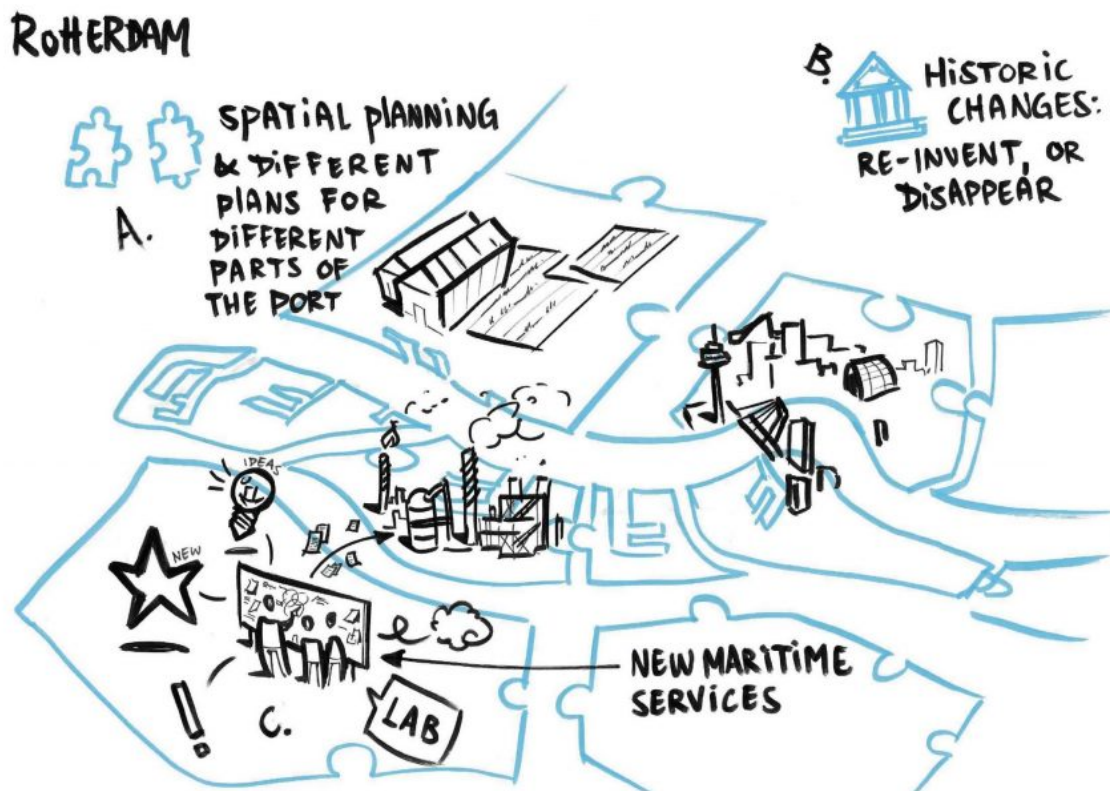 ROTTERDAM
A.
SPATIAL PLANNING
& DIFFERENT
PLANS FOR
DIFFERENT
PARTS OF
THE PORT
B.
HISTORIC
CHANGES:
RE-INVENT, OR
DISAPPEAR
IDEAS
NEW
C.
LAB
NEW MARITIME
SERVICES